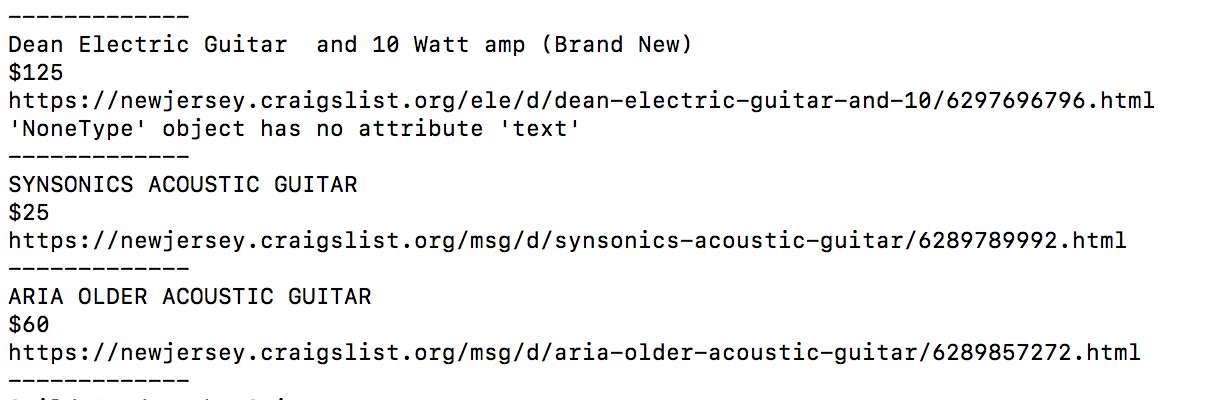 -------------
Dean Electric Guitar  and 10 Watt amp (Brand New)
$125
https://newjersey.craigslist.org/ele/d/dean-electric-guitar-and-10/6297696796.html
'NoneType' object has no attribute 'text'
-------------
SYNSONICS ACOUSTIC GUITAR
$25
https://newjersey.craigslist.org/msg/d/synsonics-acoustic-guitar/6289789992.html
-------------
ARIA OLDER ACOUSTIC GUITAR
$60
https://newjersey.craigslist.org/msg/d/aria-older-acoustic-guitar/6289857272.html
-------------